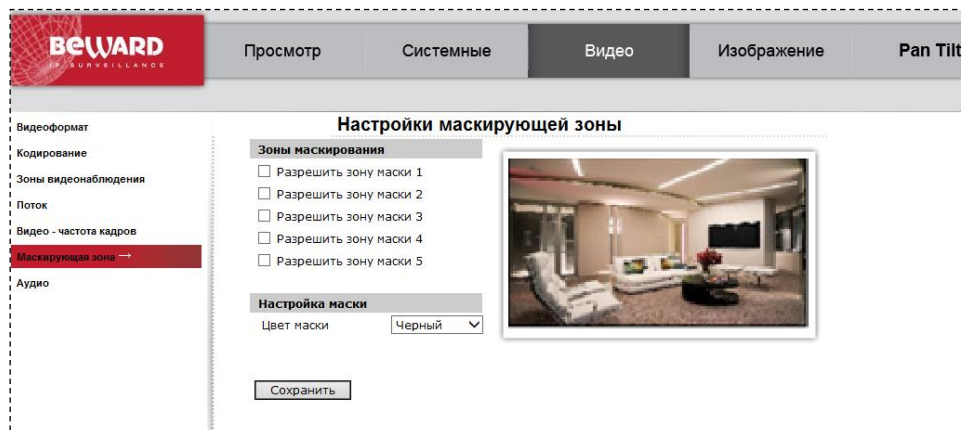 BEWARD
IP SURVEILLANCE
Просмотр
Системные
Видео
Изображение
Pan Tilt
Видеоформат
Кодирование
Зоны видеонаблюдения
Поток
Видео - частота кадров
Маскирующая зона →
Аудио
Настройки маскирующей зоны
Зоны маскирования
Разрешить зону маски 1
Разрешить зону маски 2
Разрешить зону маски 3
Разрешить зону маски 4
Разрешить зону маски 5
Настройка маски
Цвет маски Черный
Сохранить